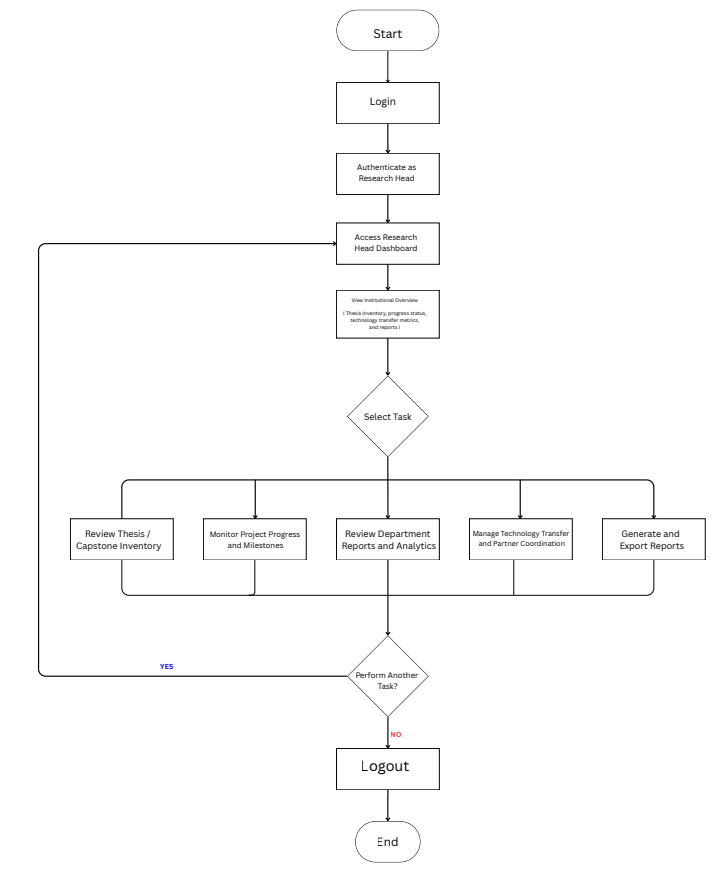 Start
Login
Authenticate as
Research Head
Access Research
Head Dashboard
View Institutional Overview
( Thesis inventory, progress status,
technology transfer metrics,
and reports )
Select Task
Review Thesis /
Capstone Inventory
Monitor Project Progress
and Milestones
Review Department
Reports and Analytics
Manage Technology Transfer
and Partner Coordination
Generate and
Export Reports
YES
Perform Another
Task?
NO
Logout
End